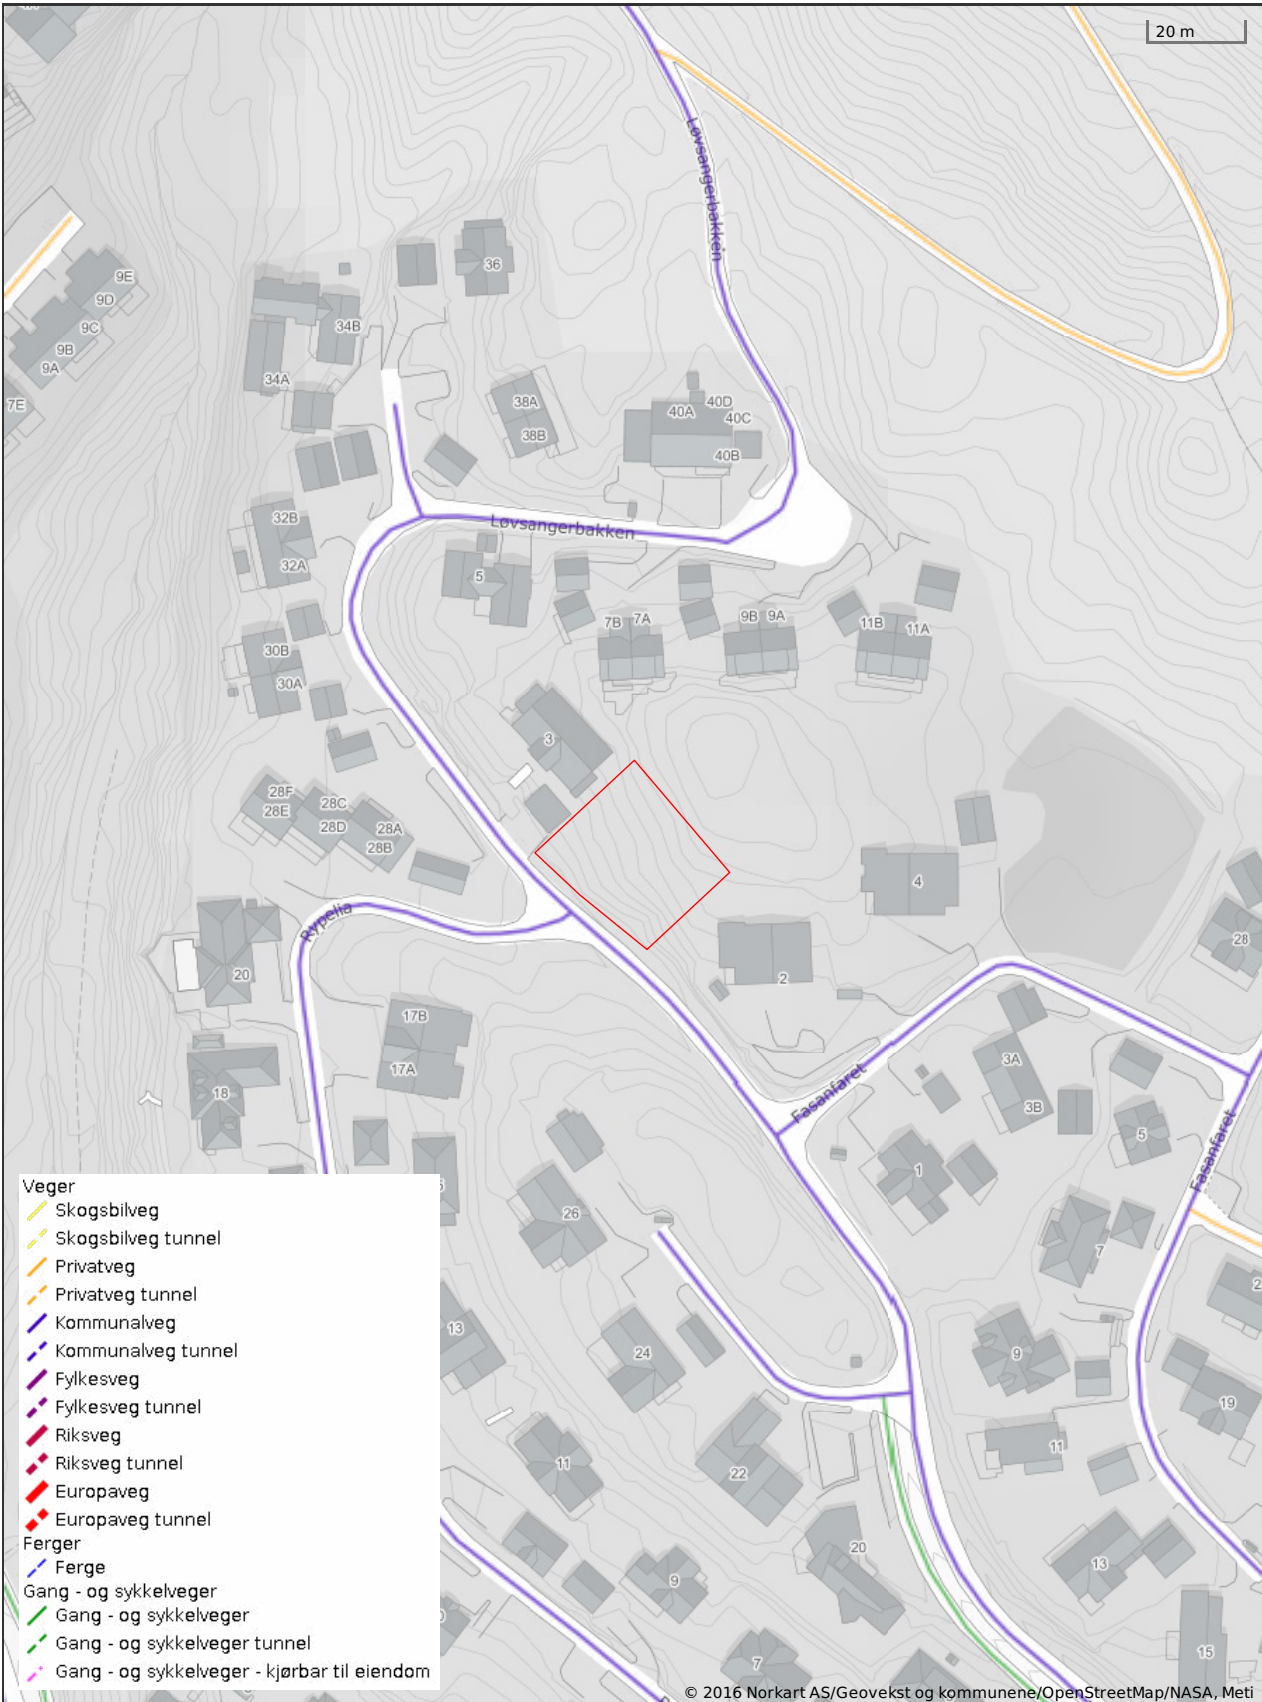 20 m
Løvsangerbakken
36
9E
9D
9C
9B
9A
7E
34B
34A
38A
38B
40A
40D
40C
40B
32B
32A
Løvsangerbakken
5
7B
7A
9B
9A
11B
11A
30B
30A
3
28F
28E
28C
28D
28A
28B
4
Rypelia
20
2
28
17B
17A
18
Fasanfaret
3A
3B
5
1
Fasanfaret
26
7
13
24
9
19
11
22
11
20
13
9
7
15
Veger
Skogsbilveg
Skogsbilveg tunnel
Privatveg
Privatveg tunnel
Kommunalveg
Kommunalveg tunnel
Fylkesveg
Fylkesveg tunnel
Riksveg
Riksveg tunnel
Europaveg
Europaveg tunnel
Ferger
Ferge
Gang - og sykkelveger
Gang - og sykkelveger
Gang - og sykkelveger tunnel
Gang - og sykkelveger - kjørbar til eiendom
© 2016 Norkart AS/Geovekst og kommunene/OpenStreetMap/NASA, Meti